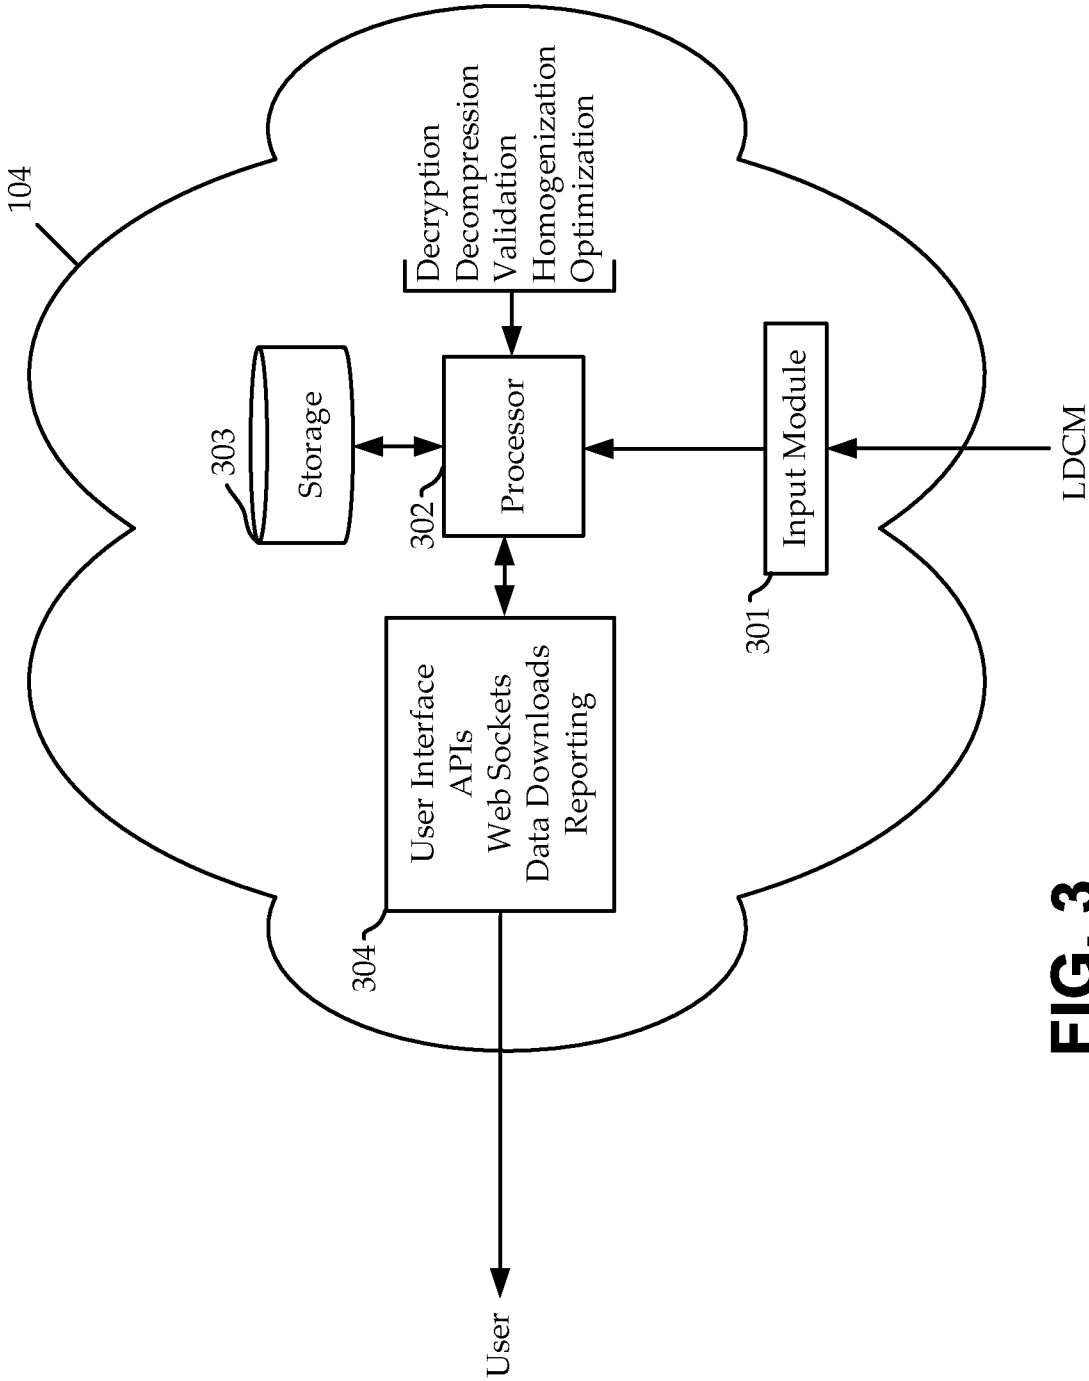 104
303
Storage
302
Processor
Decryption
Decompression
Validation
Homogenization
Optimization
304
User Interface
APIs
Web Sockets
Data Downloads
Reporting
301
Input Module
User
LDCM
FIG. 3